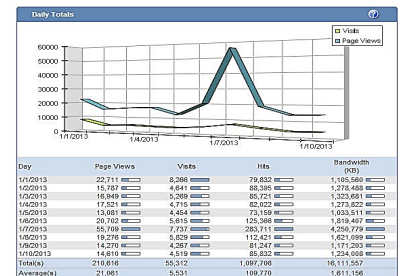 Daily Totals
Visits
Page Views
60000
50000
40000
30000
20000
10000
0
1/1/2013 1/4/2013 1/7/2013 1/10/2013
Day Page Views Visits Hits Bandwidth (KB)
1/1/2013 22,711 8,266 79,832 1,105,560
1/2/2013 15,787 4,641 88,395 1,278,488
1/3/2013 16,949 5,269 85,721 1,323,681
1/4/2013 17,521 4,715 82,022 1,273,822
1/5/2013 13,081 4,454 73,159 1,033,511
1/6/2013 20,702 5,615 125,366 1,819,407
1/7/2013 55,709 7,737 283,711 4,250,779
1/8/2013 19,276 5,829 112,421 1,621,099
1/9/2013 14,270 4,267 81,247 1,171,203
1/10/2013 14,610 4,519 85,832 1,234,008
Total(s) 210,616 55,312 1,097,706 16,111,557
Average(s) 21,061 5,531 109,770 1,611,156